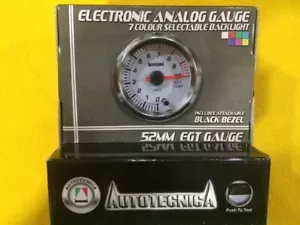 ELECTRONIC ANALOG GAUGE
7 COLOUR SELECTABLE BACKLIGHT
INCLUDES ATTACHABLE
BLACK BEZEL
52MM EGT GAUGE
AUTOTECNICA
Push To Test